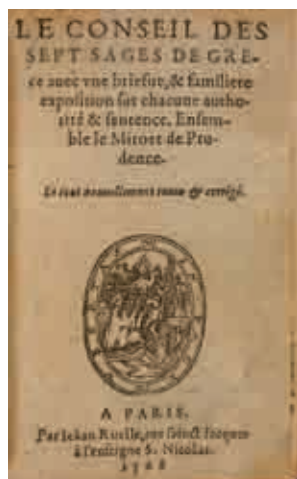 LE CONSEIL DES
SEPT SAGES DE GRE-
ce auec vne briefue, & familiere
exposition sur chacune autho-
rité & sentence. Ensem-
ble le Miroer de Pru-
dence.
Le tout nouuellement reueu & corrigé.
A PARIS.
Par Iehan Ruelle, rue sainct Iacques
à l'enseigne S. Nicolas.